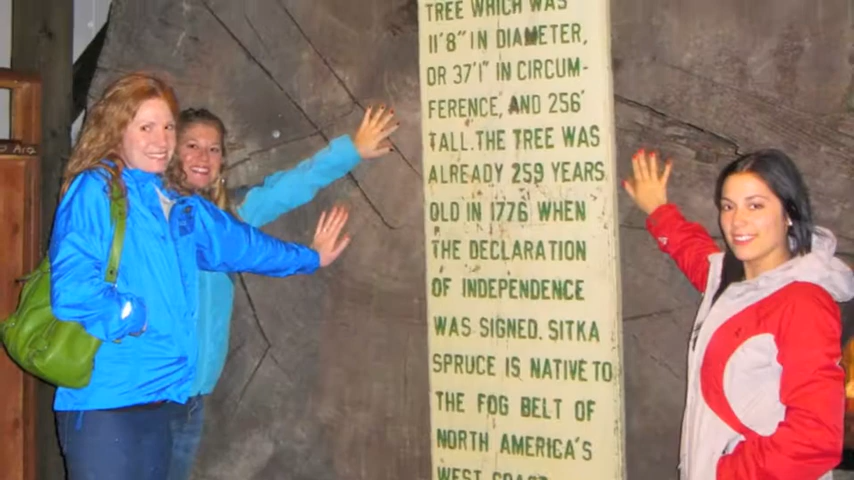 TREE WHICH WAS
11'8" IN DIAMETER,
OR 37'1" IN CIRCUM-
FERENCE, AND 256'
TALL. THE TREE WAS
ALREADY 259 YEARS
OLD IN 1776 WHEN
THE DECLARATION
OF INDEPENDENCE
WAS SIGNED. SITKA
SPRUCE IS NATIVE TO
THE FOG BELT OF
NORTH AMERICA'S
WEST COAST